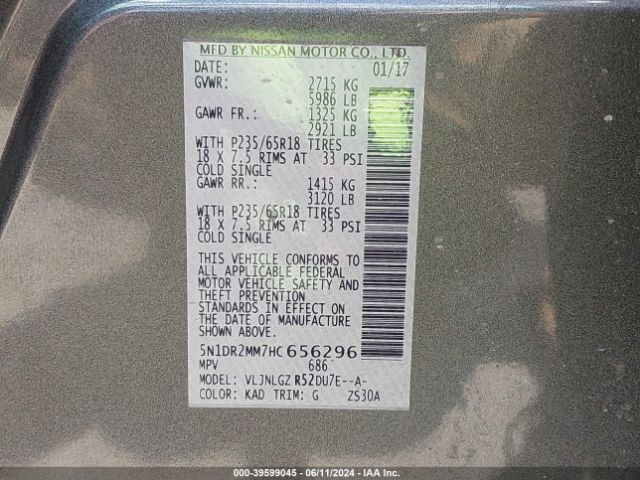 MFD BY NISSAN MOTOR CO., LTD.
DATE: 01/17
GVWR: 2715 KG
5986 LB
GAWR FR.: 1325 KG
2921 LB
WITH P235/65R18 TIRES
18 X 7.5 RIMS AT 33 PSI
COLD SINGLE
GAWR RR.: 1415 KG
3120 LB
WITH P235/65R18 TIRES
18 X 7.5 RIMS AT 33 PSI
COLD SINGLE
THIS VEHICLE CONFORMS TO
ALL APPLICABLE FEDERAL
MOTOR VEHICLE SAFETY AND
THEFT PREVENTION
STANDARDS IN EFFECT ON
THE DATE OF MANUFACTURE
SHOWN ABOVE.
5N1DR2MM7HC656296
MPV 686
MODEL: VLJNLGZ R52DU7E--A-
COLOR: KAD TRIM: G ZS30A
000-39599045 / 06/11/2024 - IAA Inc.